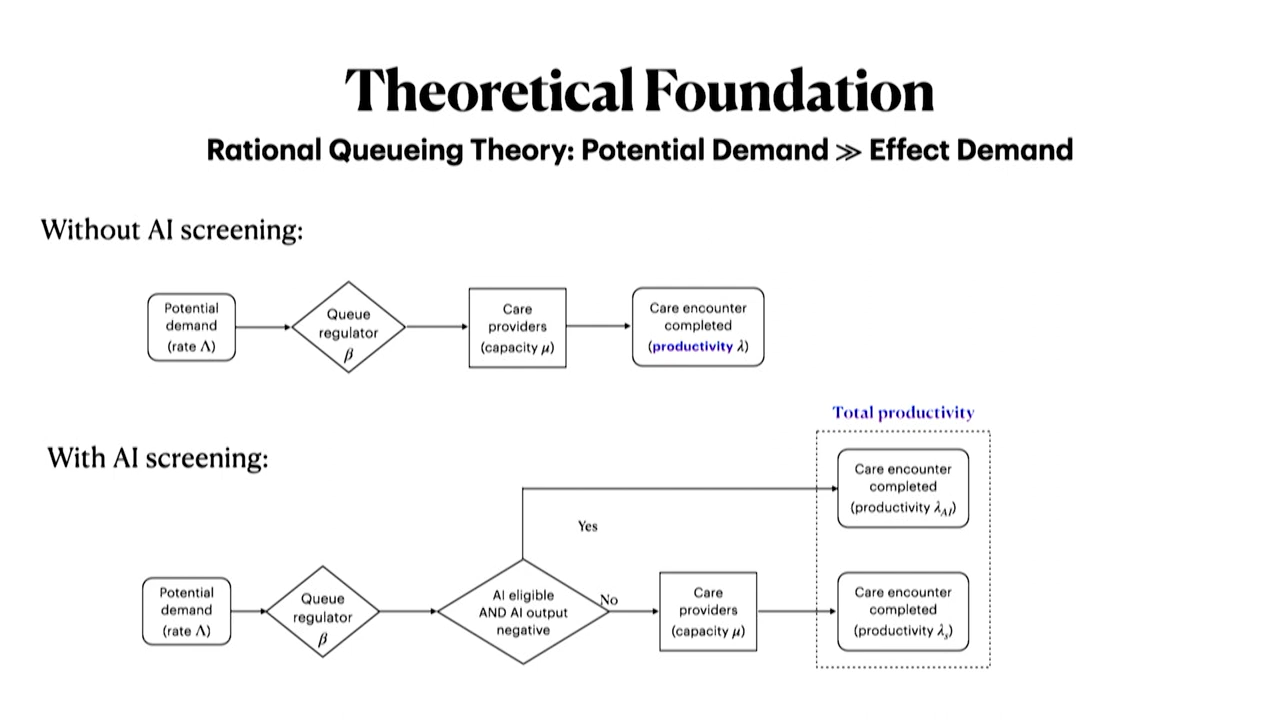 Theoretical Foundation
Rational Queueing Theory: Potential Demand ≫ Effect Demand
Without AI screening:
Potential
demand
(rate Λ)
Queue
regulator
β
Care
providers
(capacity μ)
Care encounter
completed
(productivity λ)
With AI screening:
Total productivity
Potential
demand
(rate Λ)
Queue
regulator
β
AI eligible
AND AI output
negative
Yes
No
Care
providers
(capacity μ)
Care encounter
completed
(productivity λ_AI)
Care encounter
completed
(productivity λ_s)